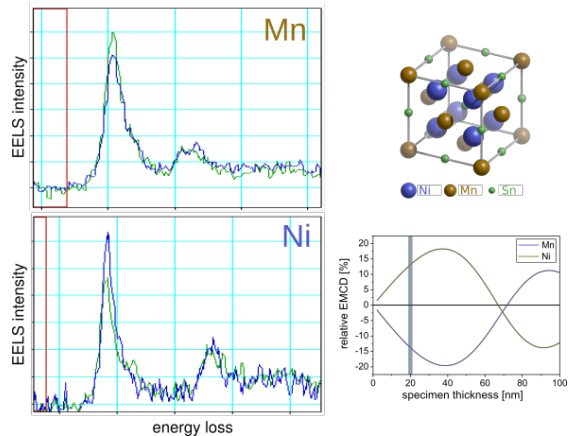 Mn
EELS intensity
Ni
EELS intensity
energy loss
Ni Mn Sn
Mn
Ni
relative EMCD [%]
20
15
10
5
0
-5
-10
-15
-20
0 20 40 60 80 100
specimen thickness [nm]